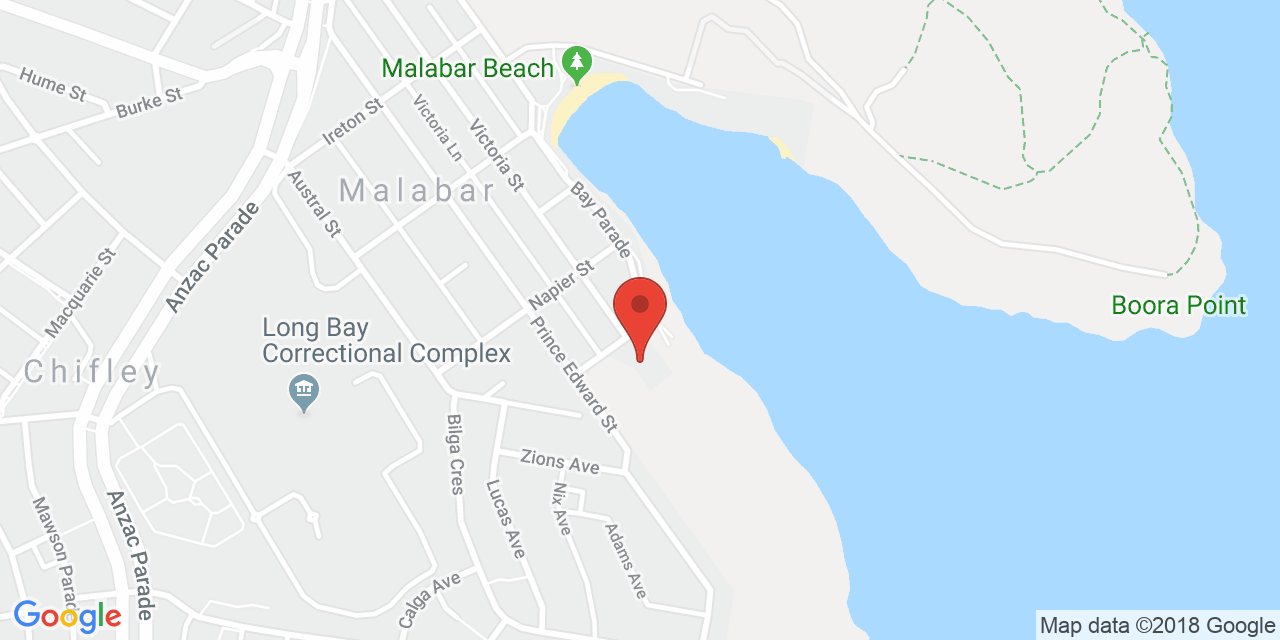 Malabar Beach
Hume St
Burke St
Ireton St
Victoria Ln
Victoria St
Malabar
Austral St
Bay Parade
Anzac Parade
Macquarie St
Napier St
Boora Point
Long Bay
Correctional Complex
Chifley
Prince Edward St
Bilga Cres
Zions Ave
Lucas Ave
Nix Ave
Adams Ave
Mawson Parad
Anzac Parade
Calga Ave
Google
Map data ©2018 Google